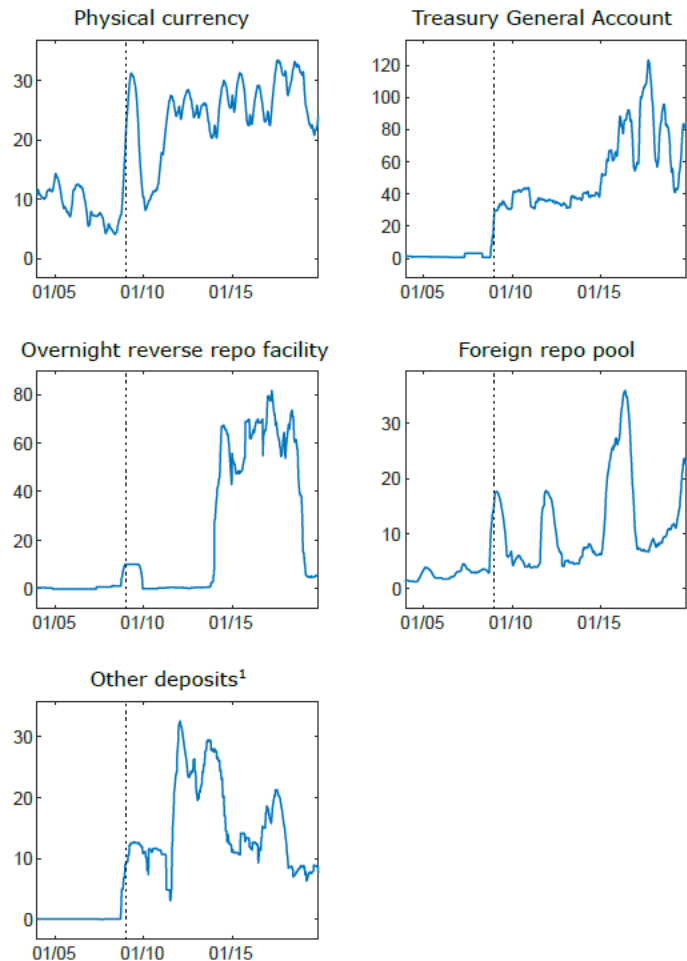 Physical currency
Treasury General Account
30
20
10
0
01/05 01/10 01/15
120
100
80
60
40
20
0
01/05 01/10 01/15
Overnight reverse repo facility
Foreign repo pool
80
60
40
20
0
01/05 01/10 01/15
30
20
10
0
01/05 01/10 01/15
Other deposits¹
30
20
10
0
01/05 01/10 01/15